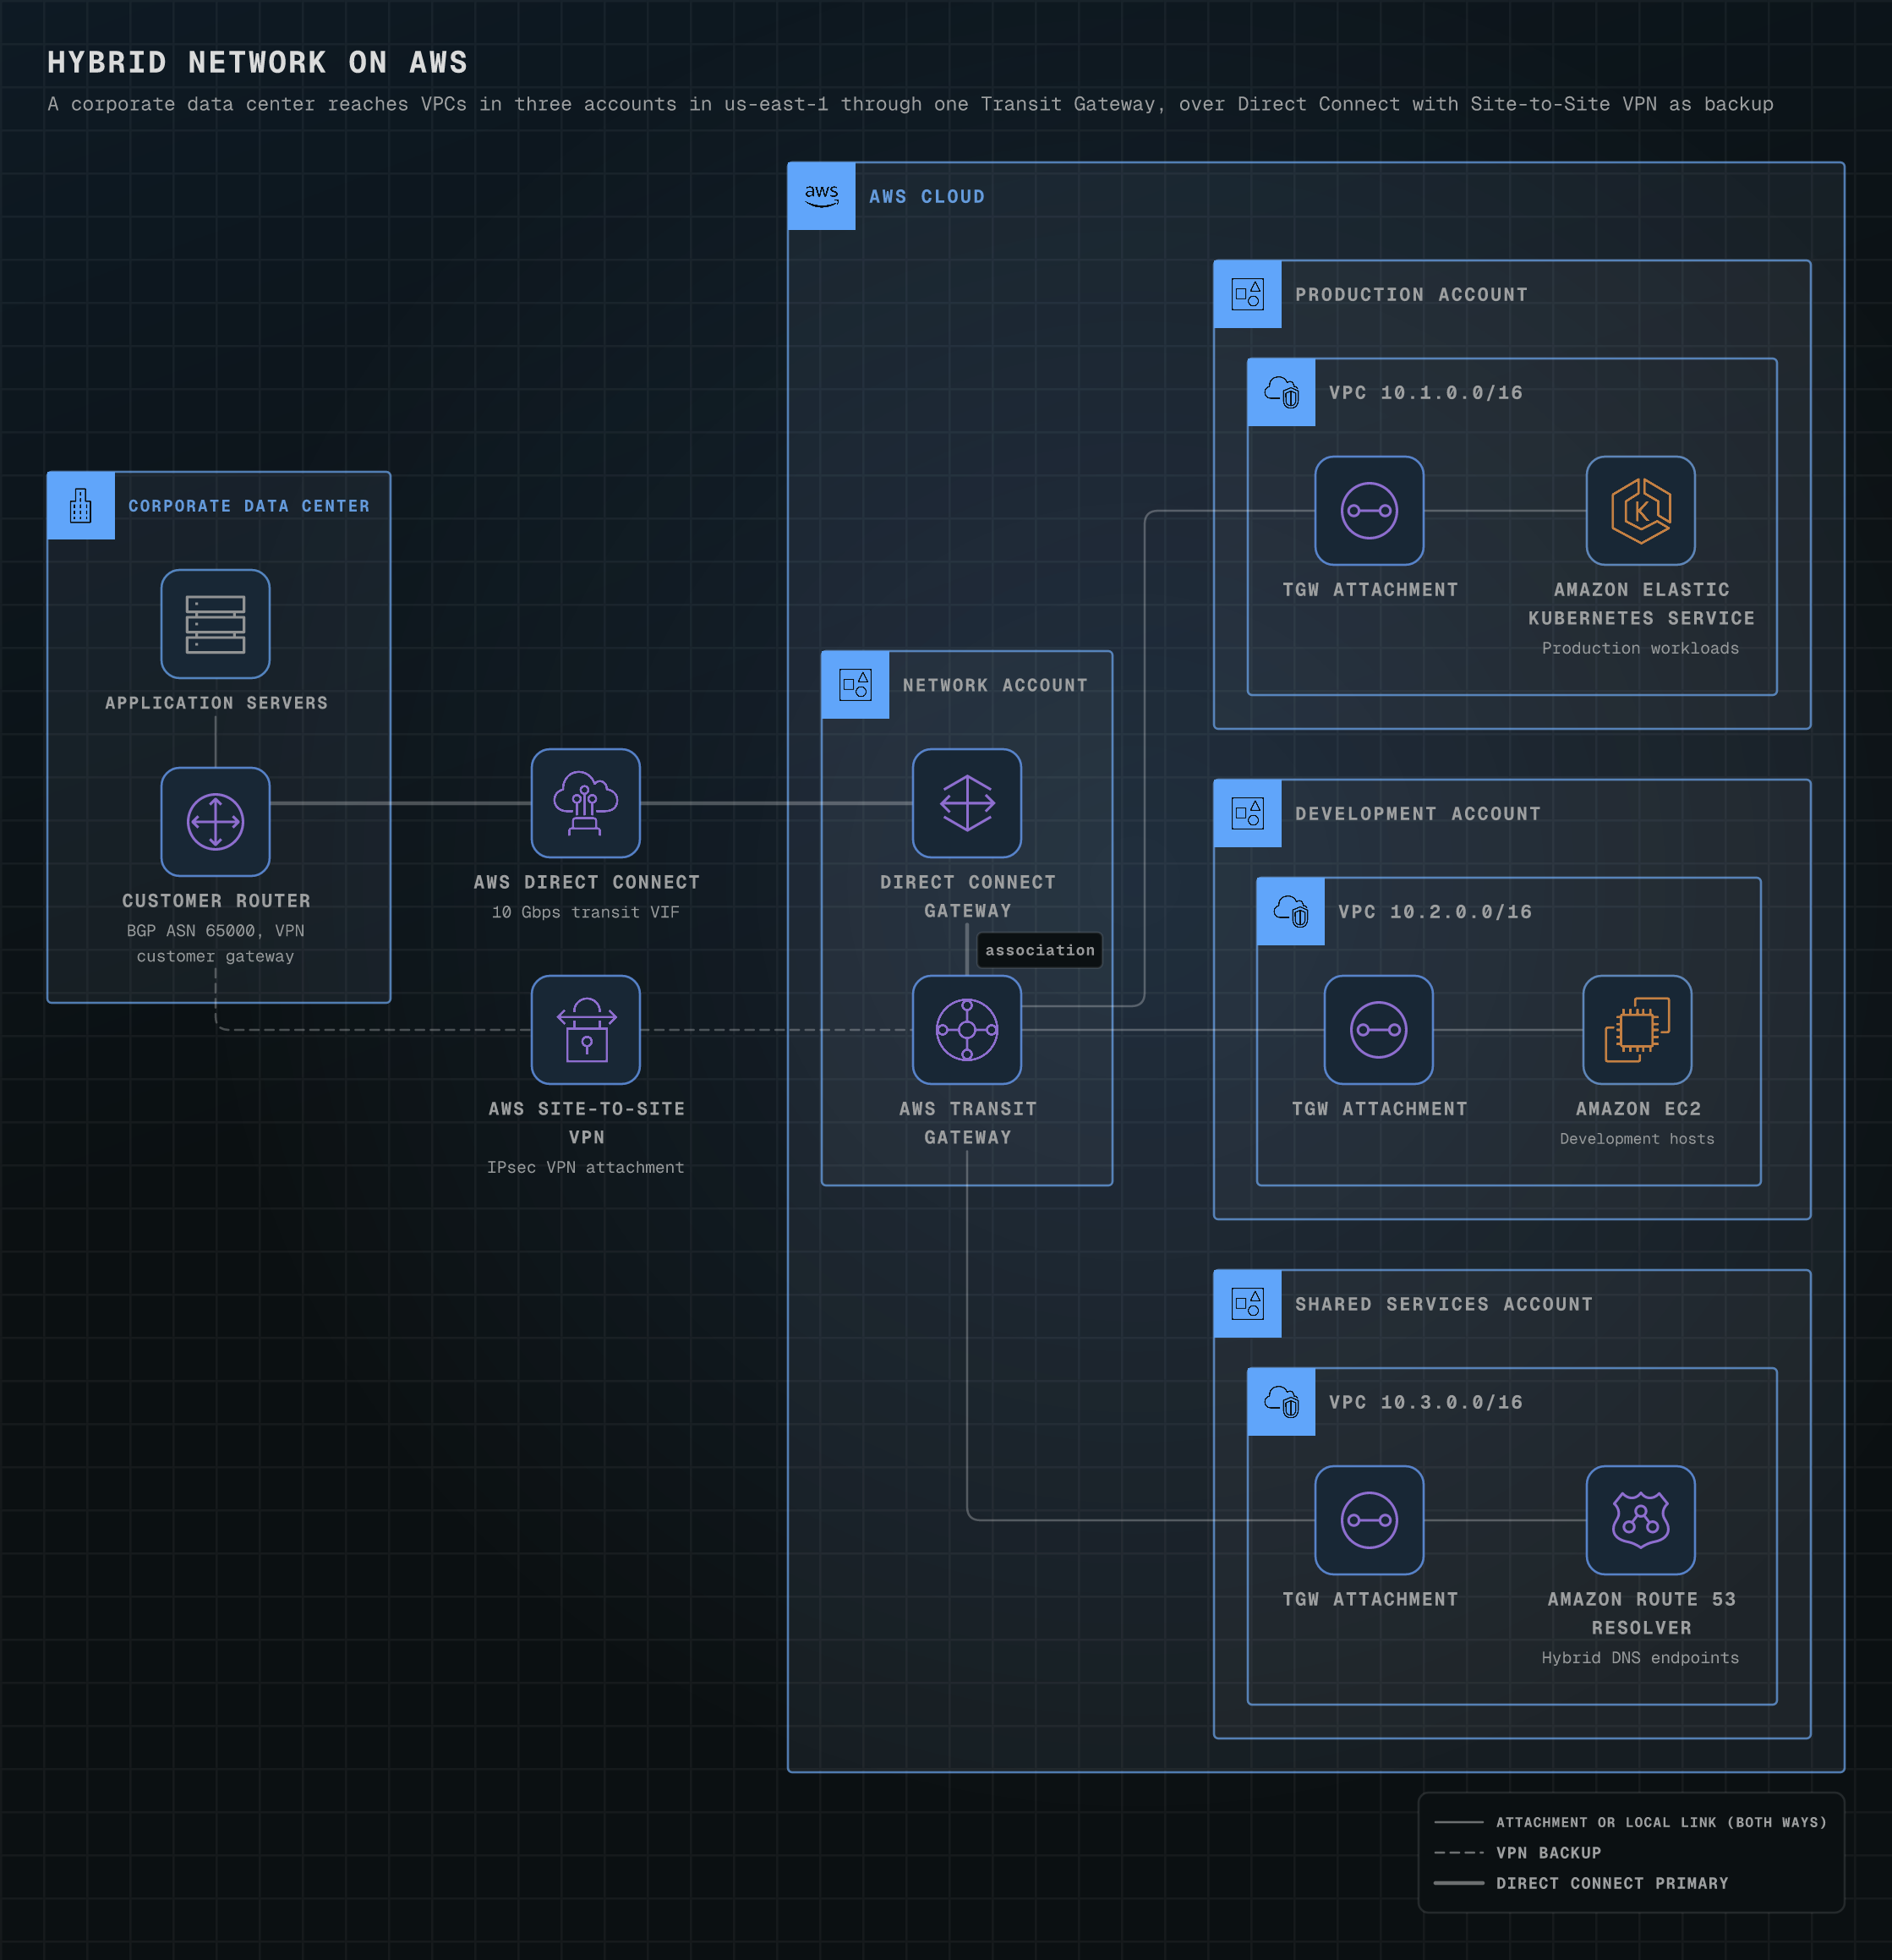 HYBRID NETWORK ON AWS
A corporate data center reaches VPCs in three accounts in us-east-1 through one Transit Gateway, over Direct Connect with Site-to-Site VPN as backup
aws
AWS CLOUD
PRODUCTION ACCOUNT
VPC 10.1.0.0/16
K
TGW ATTACHMENT
AMAZON ELASTIC
KUBERNETES SERVICE
Production workloads
CORPORATE DATA CENTER
APPLICATION SERVERS
CUSTOMER ROUTER
BGP ASN 65000, VPN
customer gateway
AWS DIRECT CONNECT
10 Gbps transit VIF
AWS SITE-TO-SITE
VPN
IPsec VPN attachment
NETWORK ACCOUNT
DIRECT CONNECT
GATEWAY
association
AWS TRANSIT
GATEWAY
DEVELOPMENT ACCOUNT
VPC 10.2.0.0/16
TGW ATTACHMENT
AMAZON EC2
Development hosts
SHARED SERVICES ACCOUNT
VPC 10.3.0.0/16
TGW ATTACHMENT
AMAZON ROUTE 53
RESOLVER
Hybrid DNS endpoints
ATTACHMENT OR LOCAL LINK (BOTH WAYS)
VPN BACKUP
DIRECT CONNECT PRIMARY